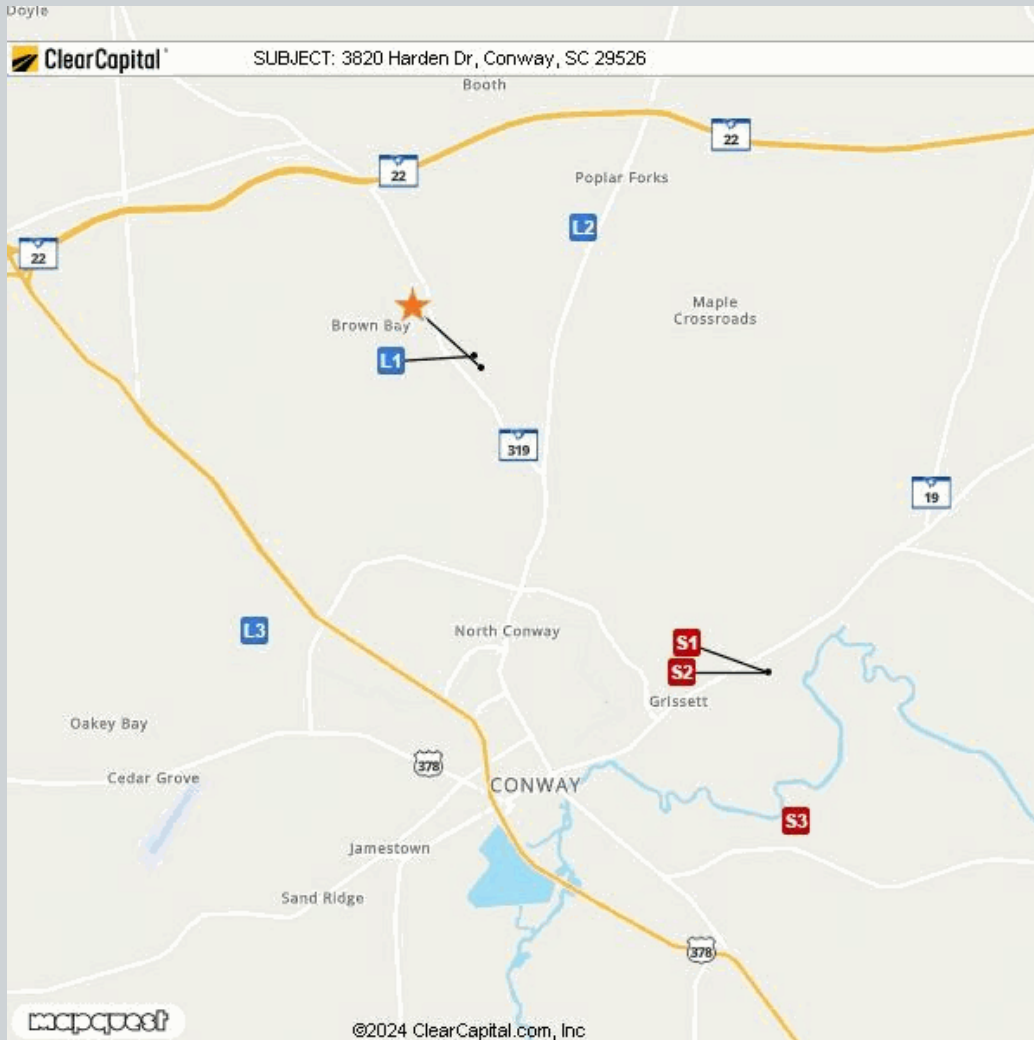 Doyle
ClearCapital
SUBJECT: 3820 Harden Dr, Conway, SC 29526
Booth
22
22
Poplar Forks
L2
22
Maple
Crossroads
Brown Bay
L1
319
19
L3
North Conway
S1
S2
Grissett
Oakey Bay
378
Cedar Grove
CONWAY
S3
Jamestown
Sand Ridge
378
mapquest
©2024 ClearCapital.com, Inc